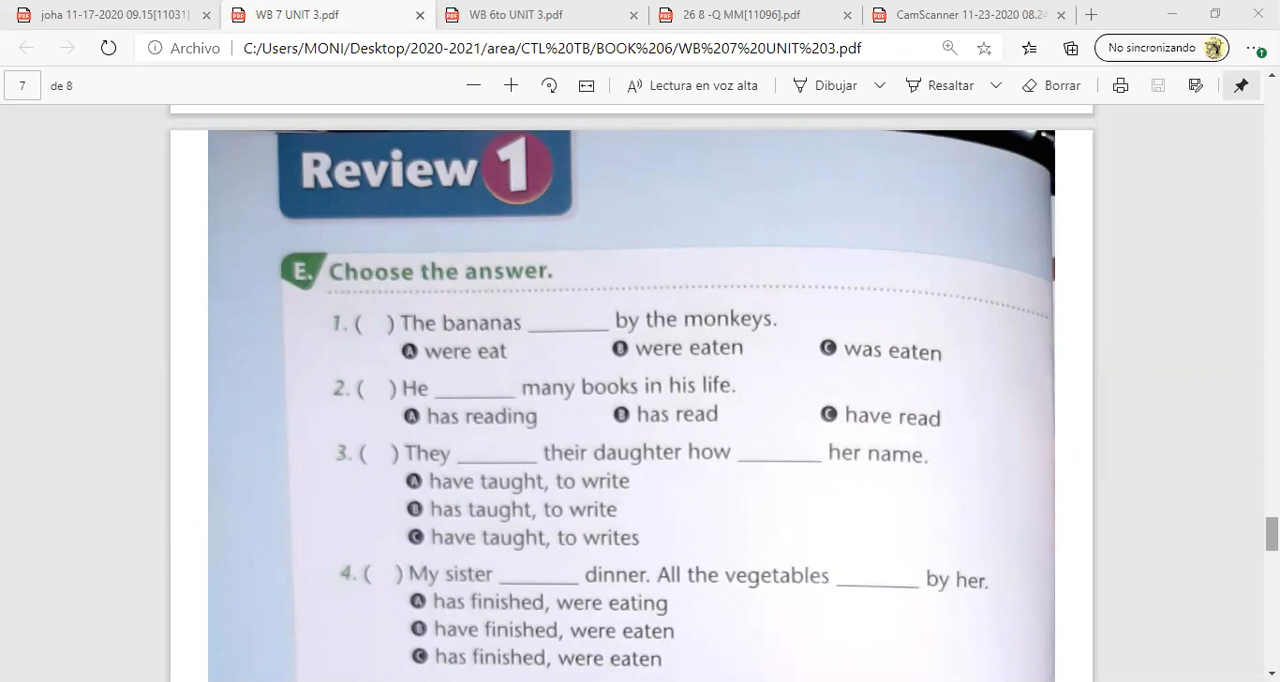 joha 11-17-2020 09.15[11031]
WB 7 UNIT 3.pdf
WB 6to UNIT 3.pdf
26 8 -Q MM[11096].pdf
CamScanner 11-23-2020 08.24
Archivo
C:/Users/MONI/Desktop/2020-2021/area/CTL%20TB/BOOK%206/WB%207%20UNIT%203.pdf
No sincronizando
7 de 8
A Lectura en voz alta
Dibujar
Resaltar
Borrar
Review 1
E. Choose the answer.
1. ( ) The bananas ________ by the monkeys.
A were eat B were eaten C was eaten
2. ( ) He ________ many books in his life.
A has reading B has read C have read
3. ( ) They ________ their daughter how ________ her name.
A have taught, to write
B has taught, to write
C have taught, to writes
4. ( ) My sister ________ dinner. All the vegetables ________ by her.
A has finished, were eating
B have finished, were eaten
C has finished, were eaten